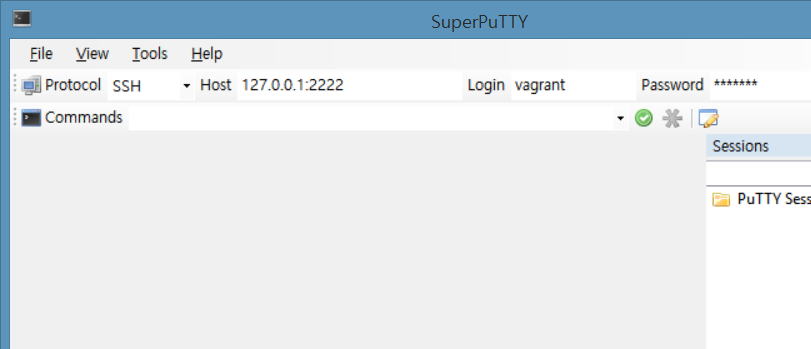 SuperPuTTY
File View Tools Help
Protocol SSH Host 127.0.0.1:2222 Login vagrant Password *******
Commands
Sessions
PuTTY Sess